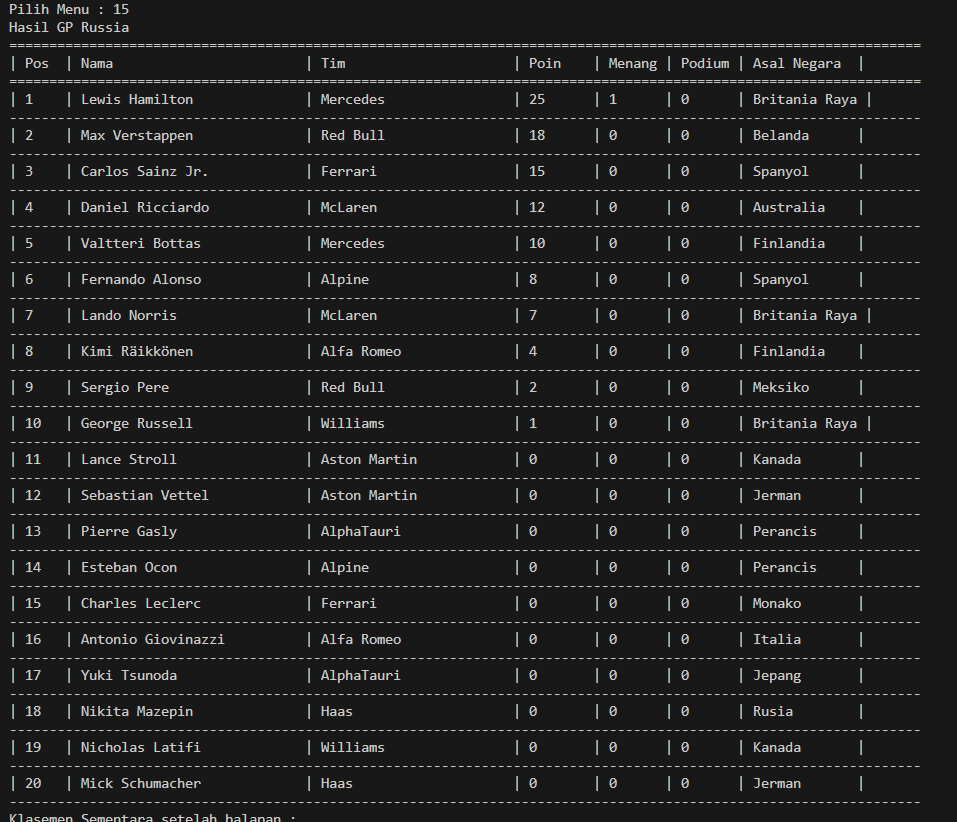 Pilih Menu : 15
Hasil GP Russia
==================================================================================================================
| Pos | Nama | Tim | Poin | Menang | Podium | Asal Negara |
==================================================================================================================
| 1 | Lewis Hamilton | Mercedes | 25 | 1 | 0 | Britania Raya |
| 2 | Max Verstappen | Red Bull | 18 | 0 | 0 | Belanda |
| 3 | Carlos Sainz Jr. | Ferrari | 15 | 0 | 0 | Spanyol |
| 4 | Daniel Ricciardo | McLaren | 12 | 0 | 0 | Australia |
| 5 | Valtteri Bottas | Mercedes | 10 | 0 | 0 | Finlandia |
| 6 | Fernando Alonso | Alpine | 8 | 0 | 0 | Spanyol |
| 7 | Lando Norris | McLaren | 7 | 0 | 0 | Britania Raya |
| 8 | Kimi Räikkönen | Alfa Romeo | 4 | 0 | 0 | Finlandia |
| 9 | Sergio Pere | Red Bull | 2 | 0 | 0 | Meksiko |
| 10 | George Russell | Williams | 1 | 0 | 0 | Britania Raya |
| 11 | Lance Stroll | Aston Martin | 0 | 0 | 0 | Kanada |
| 12 | Sebastian Vettel | Aston Martin | 0 | 0 | 0 | Jerman |
| 13 | Pierre Gasly | AlphaTauri | 0 | 0 | 0 | Perancis |
| 14 | Esteban Ocon | Alpine | 0 | 0 | 0 | Perancis |
| 15 | Charles Leclerc | Ferrari | 0 | 0 | 0 | Monako |
| 16 | Antonio Giovinazzi | Alfa Romeo | 0 | 0 | 0 | Italia |
| 17 | Yuki Tsunoda | AlphaTauri | 0 | 0 | 0 | Jepang |
| 18 | Nikita Mazepin | Haas | 0 | 0 | 0 | Rusia |
| 19 | Nicholas Latifi | Williams | 0 | 0 | 0 | Kanada |
| 20 | Mick Schumacher | Haas | 0 | 0 | 0 | Jerman |
Klasemen Sementara setelah balapan :